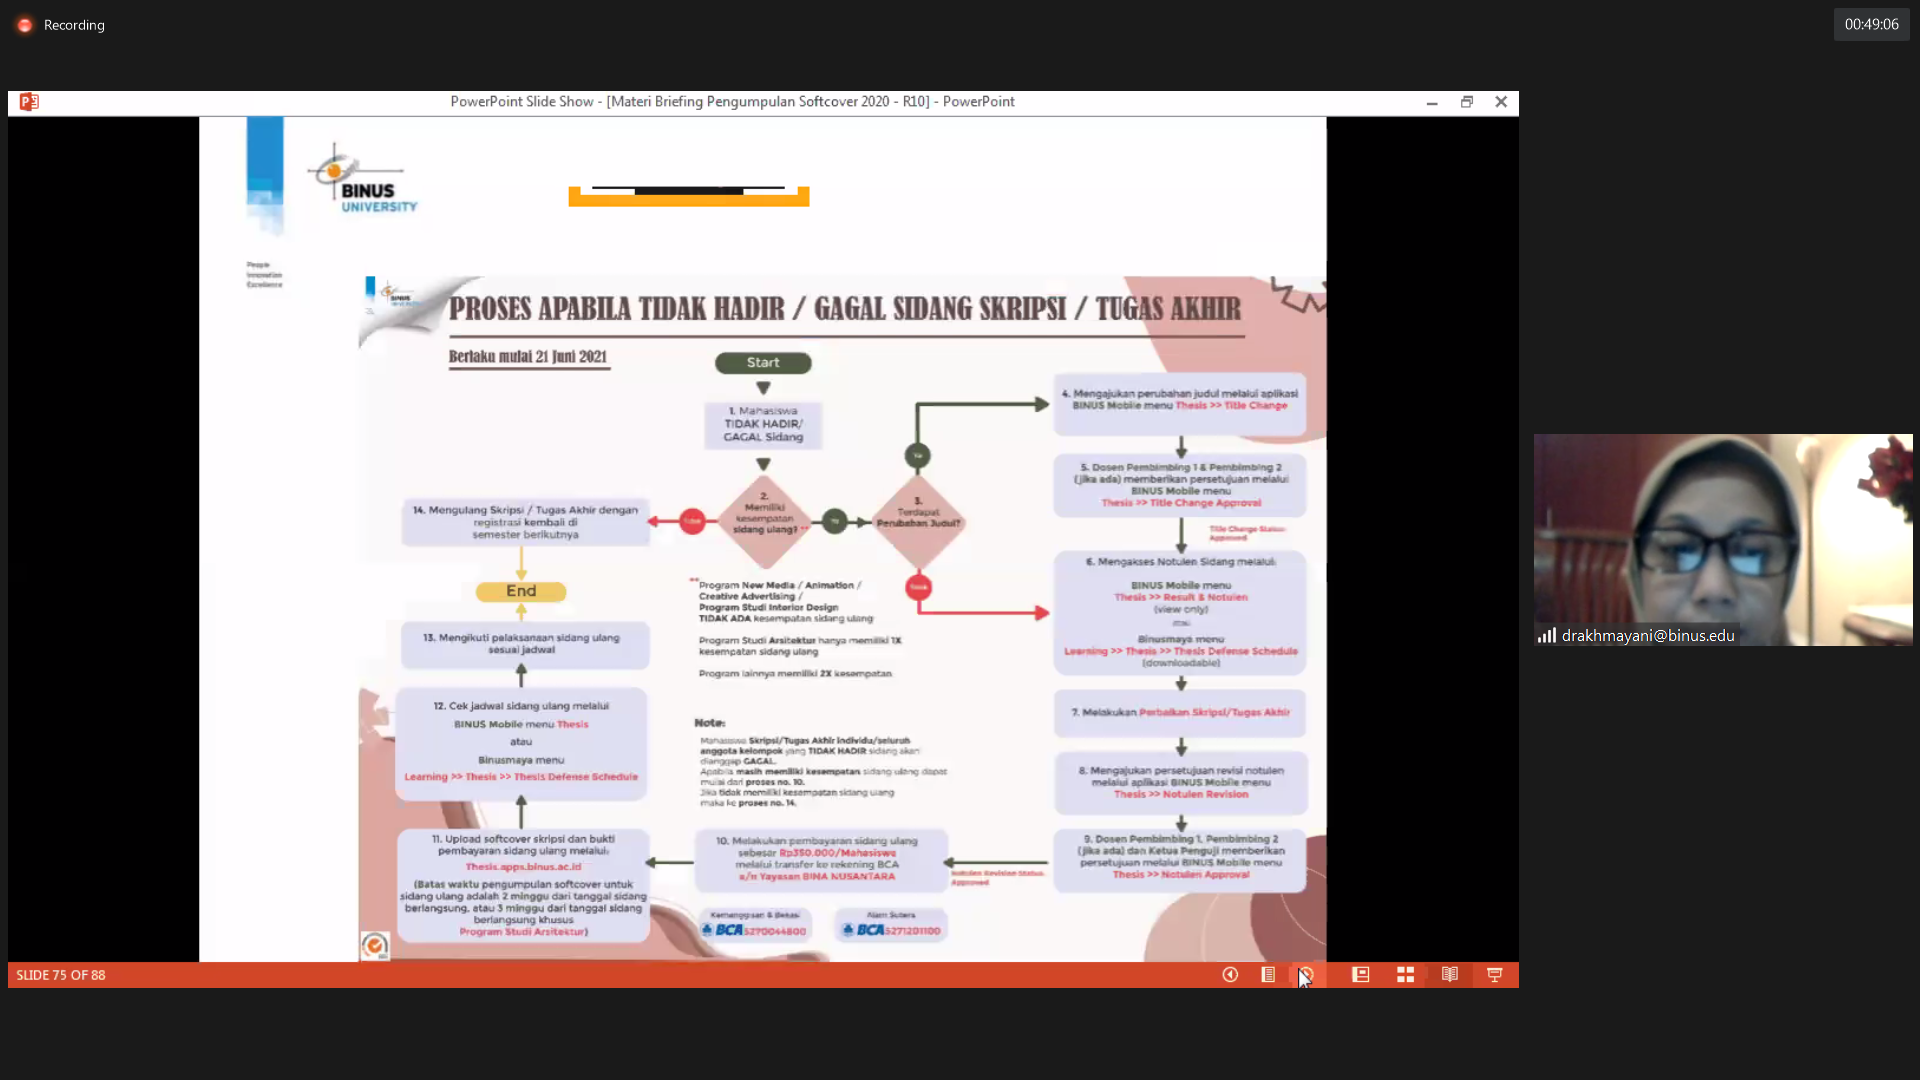 Recording
00:49:06
PowerPoint Slide Show - [Materi Briefing Pengumpulan Softcover 2020 - R10] - PowerPoint
BINUS
UNIVERSITY
People
Innovation
Excellence
BINUS
PROSES APABILA TIDAK HADIR / GAGAL SIDANG SKRIPSI / TUGAS AKHIR
Berlaku mulai 21 Juni 2021
Start
1. Mahasiswa
TIDAK HADIR/
GAGAL Sidang
2.
Memiliki
kesempatan
sidang ulang? **
Tidak
Ya
3.
Terdapat
Perubahan Judul?
Ya
Tidak
4. Mengajukan perubahan judul melalui aplikasi
BINUS Mobile menu Thesis >> Title Change
5. Dosen Pembimbing 1 & Pembimbing 2
(jika ada) memberikan persetujuan melalui
BINUS Mobile menu
Thesis >> Title Change Approval
Title Change Status:
Approved
6. Mengakses Notulen Sidang melalui:
BINUS Mobile menu
Thesis >> Result & Notulen
(view only)
atau
Binusmaya menu
Learning >> Thesis >> Thesis Defense Schedule
(downloadable)
7. Melakukan Perbaikan Skripsi/Tugas Akhir
8. Mengajukan persetujuan revisi notulen
melalui aplikasi BINUS Mobile menu
Thesis >> Notulen Revision
9. Dosen Pembimbing 1, Pembimbing 2
(jika ada) dan Ketua Penguji memberikan
persetujuan melalui BINUS Mobile menu
Thesis >> Notulen Approval
Notulen Revision Status:
Approved
10. Melakukan pembayaran sidang ulang
sebesar Rp350.000/Mahasiswa
melalui transfer ke rekening BCA
a/n Yayasan BINA NUSANTARA
Kemanggisan & Bekasi
BCA 5270044800
Alam Sutera
BCA 5271201100
11. Upload softcover skripsi dan bukti
pembayaran sidang ulang melalui:
Thesis.apps.binus.ac.id
(Batas waktu pengumpulan softcover untuk
sidang ulang adalah 2 minggu dari tanggal sidang
berlangsung, atau 3 minggu dari tanggal sidang
berlangsung khusus
Program Studi Arsitektur)
12. Cek jadwal sidang ulang melalui
BINUS Mobile menu Thesis
atau
Binusmaya menu
Learning >> Thesis >> Thesis Defense Schedule
13. Mengikuti pelaksanaan sidang ulang
sesuai jadwal
End
14. Mengulang Skripsi / Tugas Akhir dengan
registrasi kembali di
semester berikutnya
** Program New Media / Animation /
Creative Advertising /
Program Studi Interior Design
TIDAK ADA kesempatan sidang ulang
Program Studi Arsitektur hanya memiliki 1X
kesempatan sidang ulang
Program lainnya memiliki 2X kesempatan
Note:
Mahasiswa Skripsi/Tugas Akhir individu/seluruh
anggota kelompok yang TIDAK HADIR sidang akan
dianggap GAGAL.
Apabila masih memiliki kesempatan sidang ulang dapat
mulai dari proses no. 10.
Jika tidak memiliki kesempatan sidang ulang
maka ke proses no. 14.
SLIDE 75 OF 88
drakhmayani@binus.edu